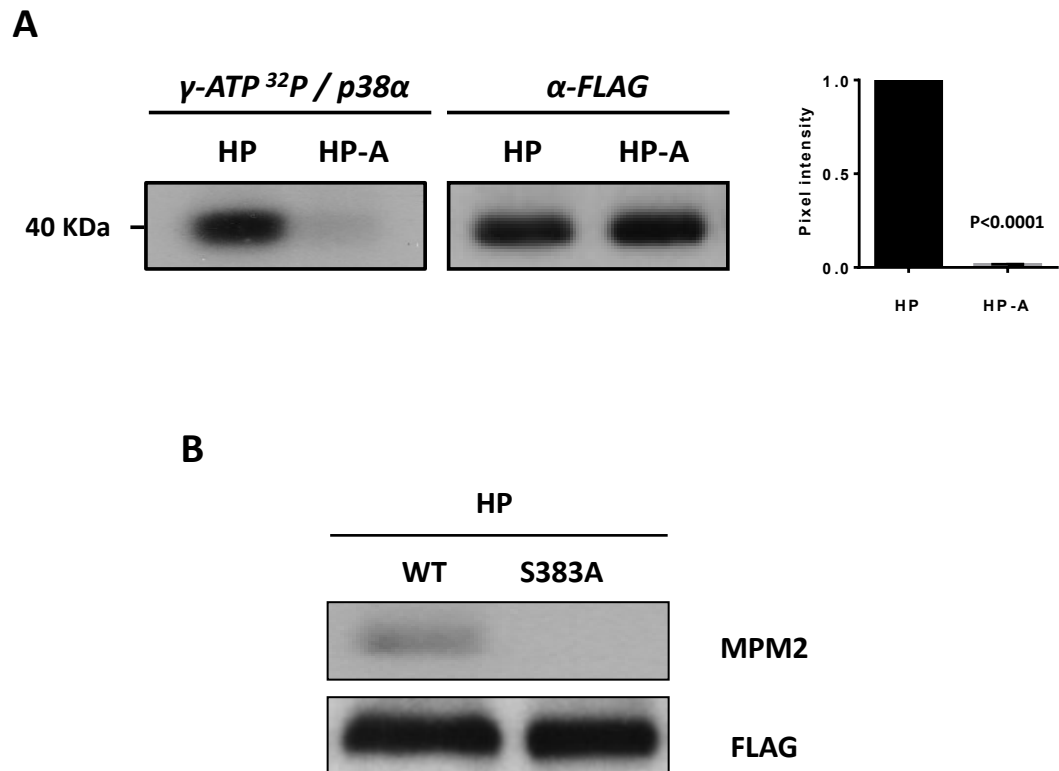 A
γ-ATP ³²P / p38α α-FLAG
HP HP-A HP HP-A
40 KDa
Pixel intensity
1.0
0.5
0.0
P<0.0001
HP HP-A
B
HP
WT S383A
MPM2
FLAG